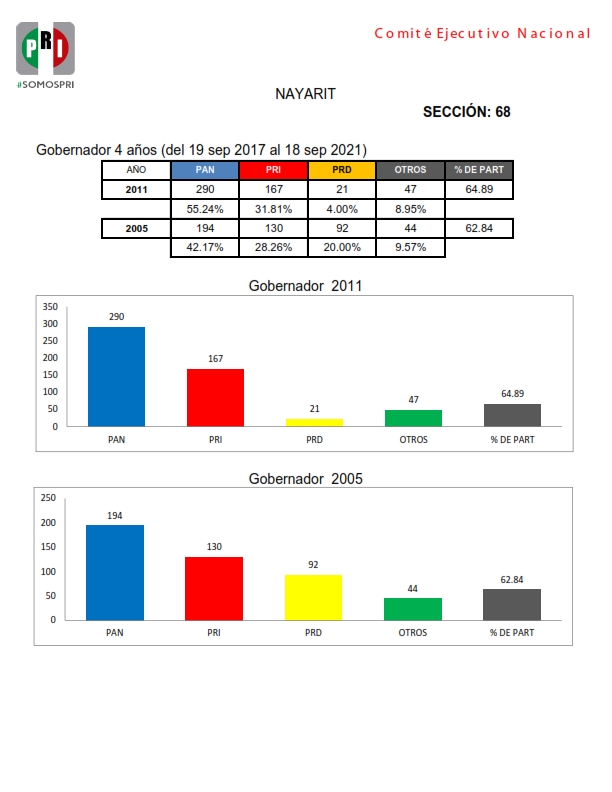 PRI
#SOMOSPRI
Comité Ejecutivo Nacional
NAYARIT
SECCIÓN: 68
Gobernador 4 años (del 19 sep 2017 al 18 sep 2021)
AÑO PAN PRI PRD OTROS % DE PART
2011 290 167 21 47 64.89
55.24% 31.81% 4.00% 8.95%
2005 194 130 92 44 62.84
42.17% 28.26% 20.00% 9.57%
Gobernador 2011
350
300
250
200
150
100
50
0
290
167
21
47
64.89
PAN PRI PRD OTROS % DE PART
Gobernador 2005
250
200
150
100
50
0
194
130
92
44
62.84
PAN PRI PRD OTROS % DE PART